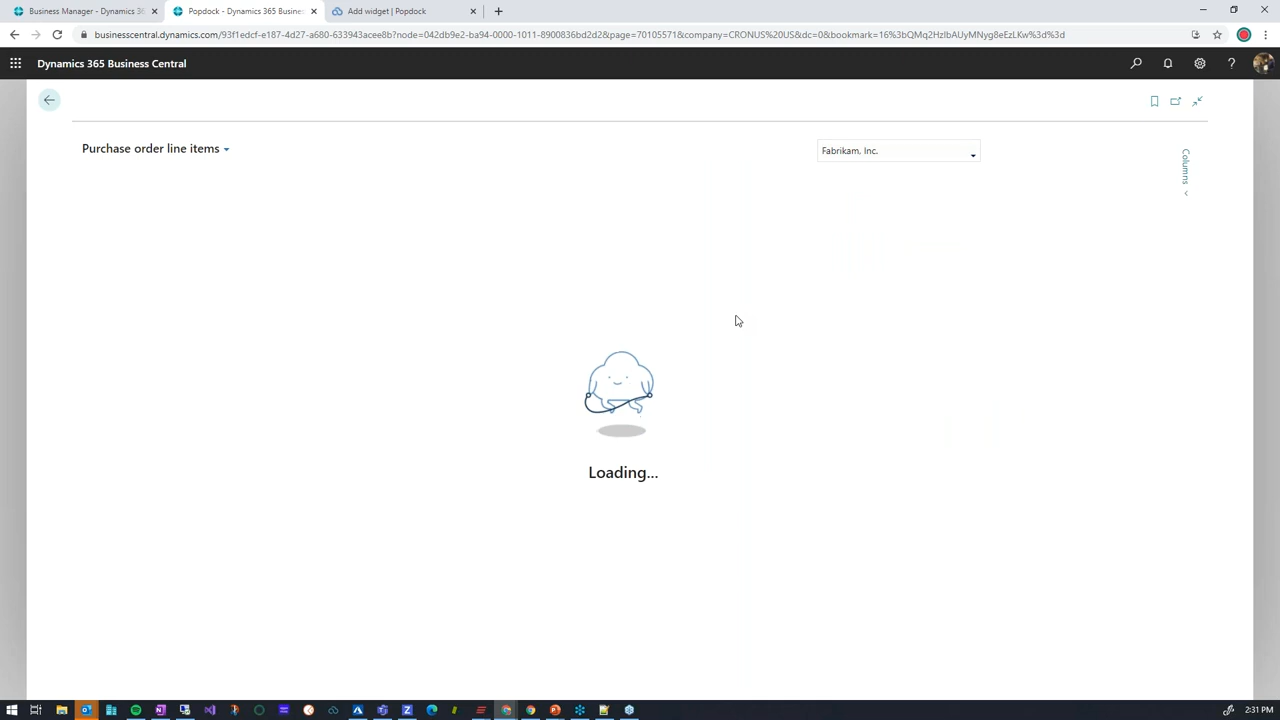 Business Manager - Dynamics 36
Popdock - Dynamics 365 Busine
Add widget | Popdock
businesscentral.dynamics.com/93f1edcf-e187-4d27-a680-633943acee8b?node=042db9e2-ba94-0000-1011-8900836bd2d2&page=70105571&company=CRONUS%20US&dc=0&bookmark=16%3bQMq2HzIbAUyMNyg8eEzLKw%3d%3d
Dynamics 365 Business Central
Purchase order line items
Fabrikam, Inc.
Columns
Loading...
2:31 PM